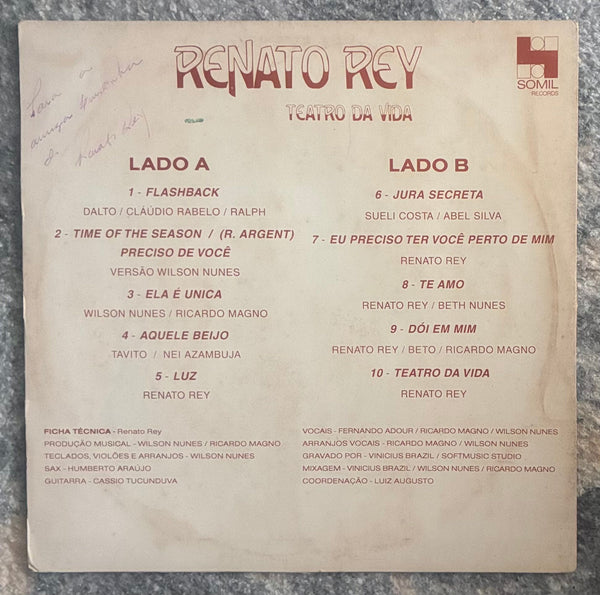 RENATO REY
TEATRO DA VIDA
SOMIL
RECORDS
Para a
amiga
Renato Rey
LADO A
1 - FLASHBACK
DALTO / CLÁUDIO RABELO / RALPH
2 - TIME OF THE SEASON / (R. ARGENT)
PRECISO DE VOCÊ
VERSÃO WILSON NUNES
3 - ELA É UNICA
WILSON NUNES / RICARDO MAGNO
4 - AQUELE BEIJO
TAVITO / NEI AZAMBUJA
5 - LUZ
RENATO REY
LADO B
6 - JURA SECRETA
SUELI COSTA / ABEL SILVA
7 - EU PRECISO TER VOCÊ PERTO DE MIM
RENATO REY
8 - TE AMO
RENATO REY / BETH NUNES
9 - DÓI EM MIM
RENATO REY / BETO / RICARDO MAGNO
10 - TEATRO DA VIDA
RENATO REY
FICHA TÉCNICA - Renato Rey
PRODUÇÃO MUSICAL - WILSON NUNES / RICARDO MAGNO
TECLADOS, VIOLÕES E ARRANJOS - WILSON NUNES
SAX - HUMBERTO ARAÚJO
GUITARRA - CASSIO TUCUNDUVA
VOCAIS - FERNANDO ADOUR / RICARDO MAGNO / WILSON NUNES
ARRANJOS VOCAIS - RICARDO MAGNO / WILSON NUNES
GRAVADO POR - VINICIUS BRAZIL / SOFTMUSIC STUDIO
MIXAGEM - VINICIUS BRAZIL / WILSON NUNES / RICARDO MAGNO
COORDENAÇÃO - LUIZ AUGUSTO